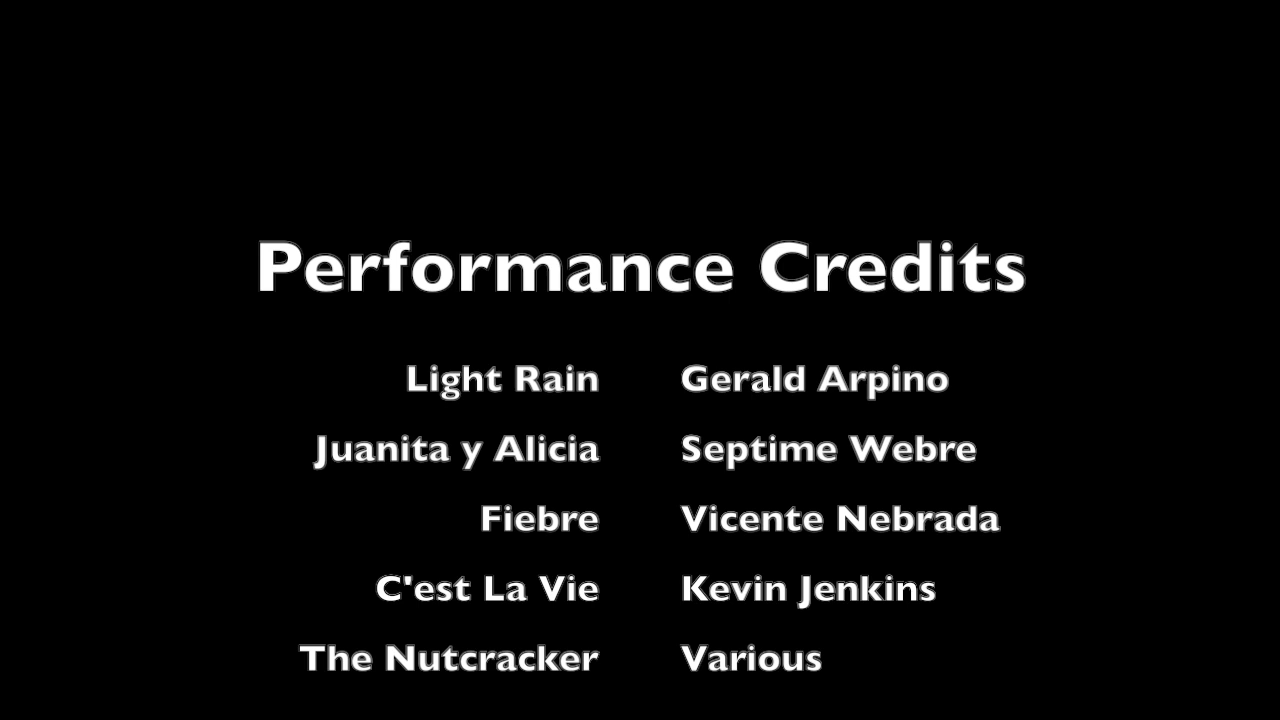 Performance Credits
Light Rain Gerald Arpino
Juanita y Alicia Septime Webre
Fiebre Vicente Nebrada
C'est La Vie Kevin Jenkins
The Nutcracker Various